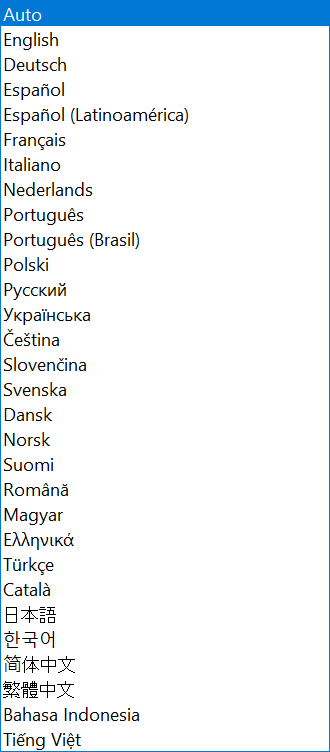 Auto
English
Deutsch
Español
Español (Latinoamérica)
Français
Italiano
Nederlands
Português
Português (Brasil)
Polski
Русский
Українська
Čeština
Slovenčina
Svenska
Dansk
Norsk
Suomi
Română
Magyar
Ελληνικά
Türkçe
Català
日本語
한국어
简体中文
繁體中文
Bahasa Indonesia
Tiếng Việt